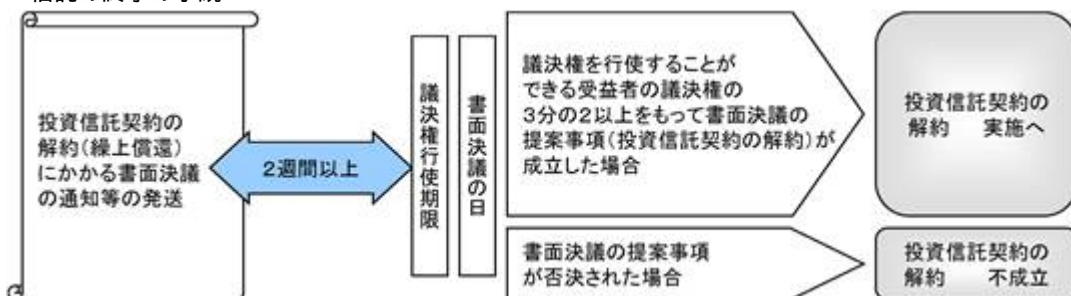 投資信託契約の
解約(繰上償還)
にかかる書面決議
の通知等の発送
2週間以上
議決権行使期限
書面決議の日
議決権を行使することが
できる受益者の議決権の
3分の2以上をもって書面決議の
提案事項(投資信託契約の解約)が
成立した場合
投資信託契約の
解約 実施へ
書面決議の提案事項
が否決された場合
投資信託契約の
解約 不成立